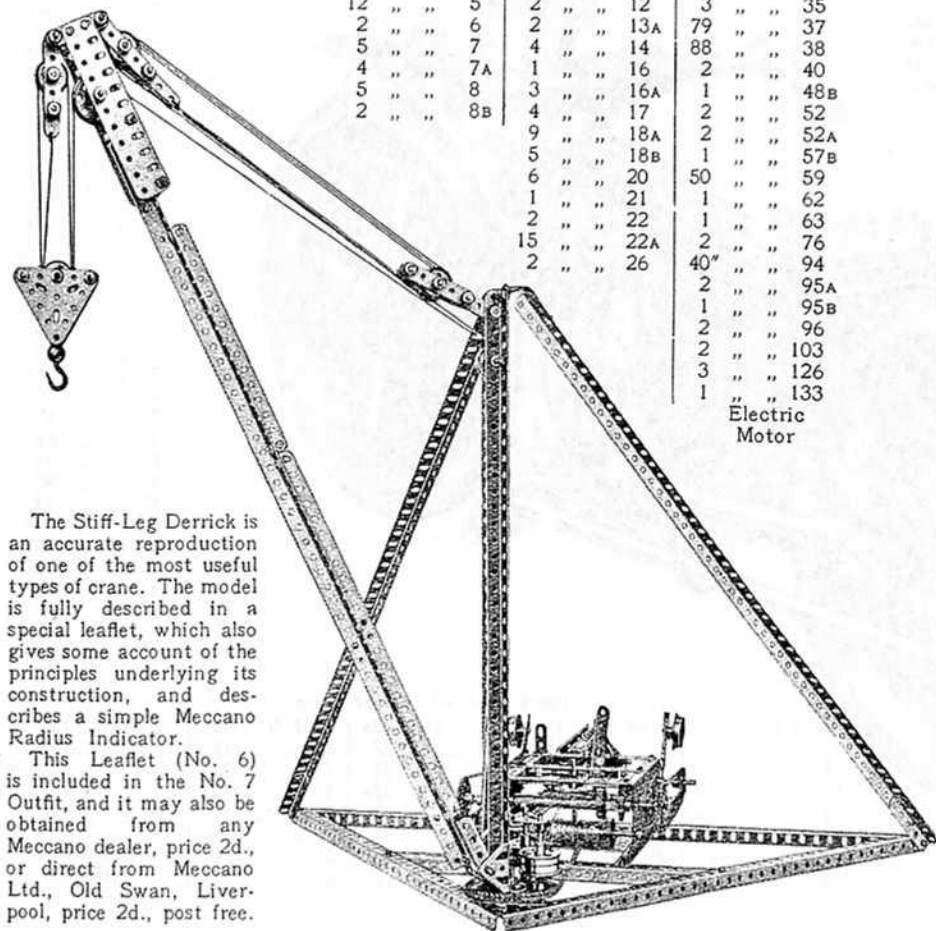 12 „ „ 5
2 „ „ 6
5 „ „ 7
4 „ „ 7A
5 „ „ 8
2 „ „ 8B
2 „ „ 12
2 „ „ 13A
4 „ „ 14
1 „ „ 16
3 „ „ 16A
4 „ „ 17
9 „ „ 18A
5 „ „ 18B
6 „ „ 20
1 „ „ 21
2 „ „ 22
15 „ „ 22A
2 „ „ 26
3 „ „ 35
79 „ „ 37
88 „ „ 38
2 „ „ 40
1 „ „ 48B
2 „ „ 52
2 „ „ 52A
1 „ „ 57B
50 „ „ 59
1 „ „ 62
1 „ „ 63
2 „ „ 76
40″ „ „ 94
2 „ „ 95A
1 „ „ 95B
2 „ „ 96
2 „ „ 103
3 „ „ 126
1 „ „ 133
Electric
Motor
The Stiff-Leg Derrick is
an accurate reproduction
of one of the most useful
types of crane. The model
is fully described in a
special leaflet, which also
gives some account of the
principles underlying its
construction, and des-
cribes a simple Meccano
Radius Indicator.
This Leaflet (No. 6)
is included in the No. 7
Outfit, and it may also be
obtained from any
Meccano dealer, price 2d.,
or direct from Meccano
Ltd., Old Swan, Liver-
pool, price 2d., post free.